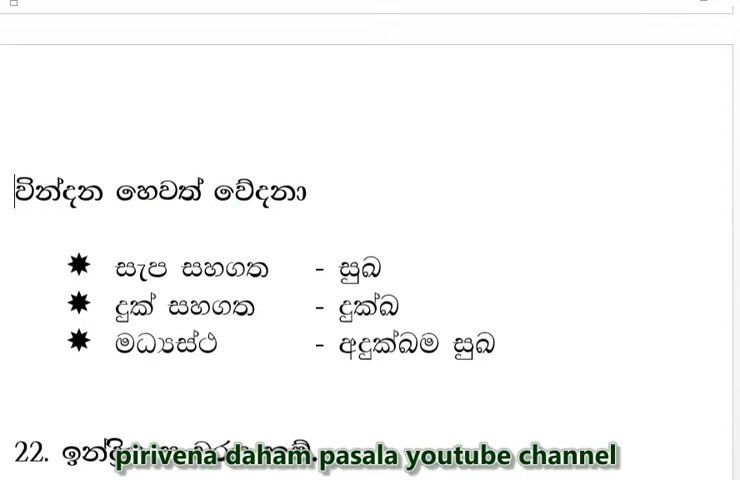 වින්දන හෙවත් වේදනා
✷ සැප සහගත - සුඛ
✷ දුක් සහගත - දුක්ඛ
✷ මධ්‍යස්ථ - අදුක්ඛම සුඛ
22.
pirivena daham pasala youtube channel